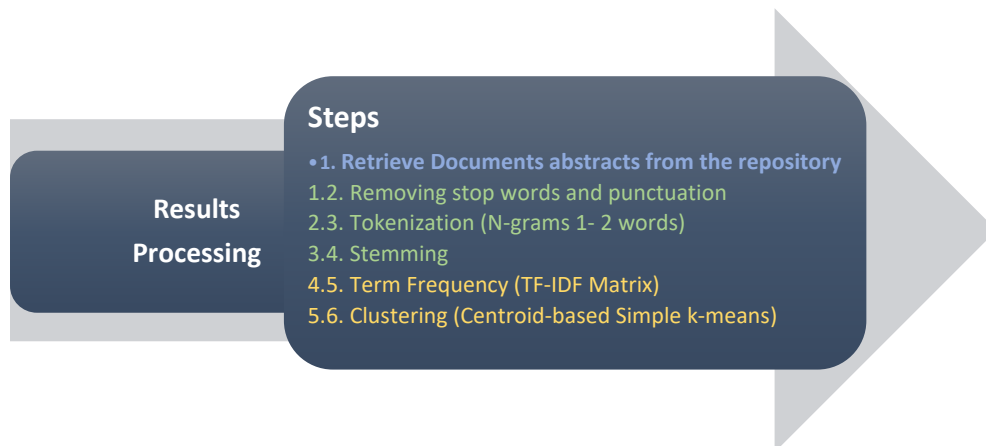 Results
Processing
Steps
•1. Retrieve Documents abstracts from the repository
1.2. Removing stop words and punctuation
2.3. Tokenization (N-grams 1- 2 words)
3.4. Stemming
4.5. Term Frequency (TF-IDF Matrix)
5.6. Clustering (Centroid-based Simple k-means)